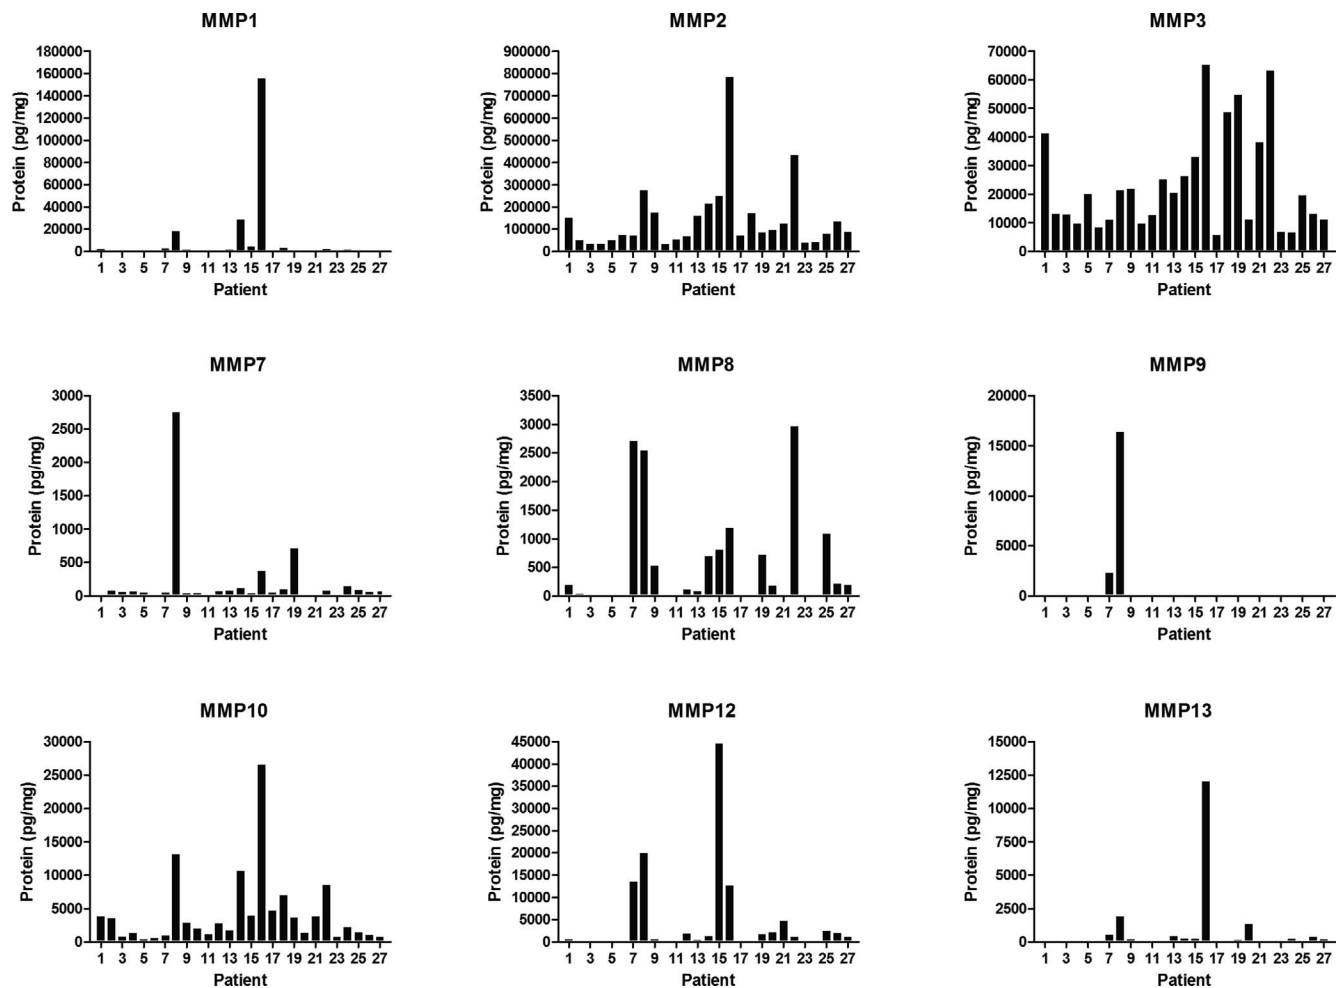 MMP1
180000
160000
140000
120000
100000
80000
60000
40000
20000
0
Protein (pg/mg)
1 3 5 7 9 11 13 15 17 19 21 23 25 27
Patient
MMP2
900000
800000
700000
600000
500000
400000
300000
200000
100000
0
Protein (pg/mg)
1 3 5 7 9 11 13 15 17 19 21 23 25 27
Patient
MMP3
70000
60000
50000
40000
30000
20000
10000
0
Protein (pg/mg)
1 3 5 7 9 11 13 15 17 19 21 23 25 27
Patient
MMP7
3000
2500
2000
1500
1000
500
0
Protein (pg/mg)
1 3 5 7 9 11 13 15 17 19 21 23 25 27
Patient
MMP8
3500
3000
2500
2000
1500
1000
500
0
Protein (pg/mg)
1 3 5 7 9 11 13 15 17 19 21 23 25 27
Patient
MMP9
20000
15000
10000
5000
0
Protein (pg/mg)
1 3 5 7 9 11 13 15 17 19 21 23 25 27
Patient
MMP10
30000
25000
20000
15000
10000
5000
0
Protein (pg/mg)
1 3 5 7 9 11 13 15 17 19 21 23 25 27
Patient
MMP12
45000
40000
35000
30000
25000
20000
15000
10000
5000
0
Protein (pg/mg)
1 3 5 7 9 11 13 15 17 19 21 23 25 27
Patient
MMP13
15000
12500
10000
7500
5000
2500
0
Protein (pg/mg)
1 3 5 7 9 11 13 15 17 19 21 23 25 27
Patient